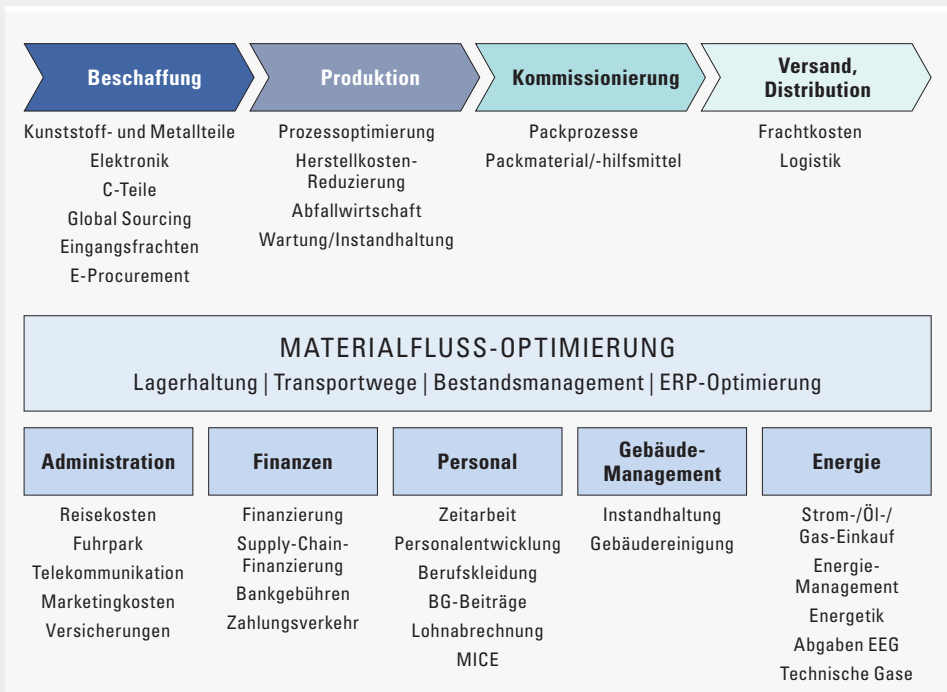 Beschaffung
Kunststoff- und Metallteile
Elektronik
C-Teile
Global Sourcing
Eingangsfrachten
E-Procurement
Produktion
Prozessoptimierung
Herstellkosten-
Reduzierung
Abfallwirtschaft
Wartung/Instandhaltung
Kommissionierung
Packprozesse
Packmaterial/-hilfsmittel
Versand,
Distribution
Frachtkosten
Logistik
MATERIALFLUSS-OPTIMIERUNG
Lagerhaltung | Transportwege | Bestandsmanagement | ERP-Optimierung
Administration
Reisekosten
Fuhrpark
Telekommunikation
Marketingkosten
Versicherungen
Finanzen
Finanzierung
Supply-Chain-
Finanzierung
Bankgebühren
Zahlungsverkehr
Personal
Zeitarbeit
Personalentwicklung
Berufskleidung
BG-Beiträge
Lohnabrechnung
MICE
Gebäude-
Management
Instandhaltung
Gebäudereinigung
Energie
Strom-/Öl-/
Gas-Einkauf
Energie-
Management
Energetik
Abgaben EEG
Technische Gase